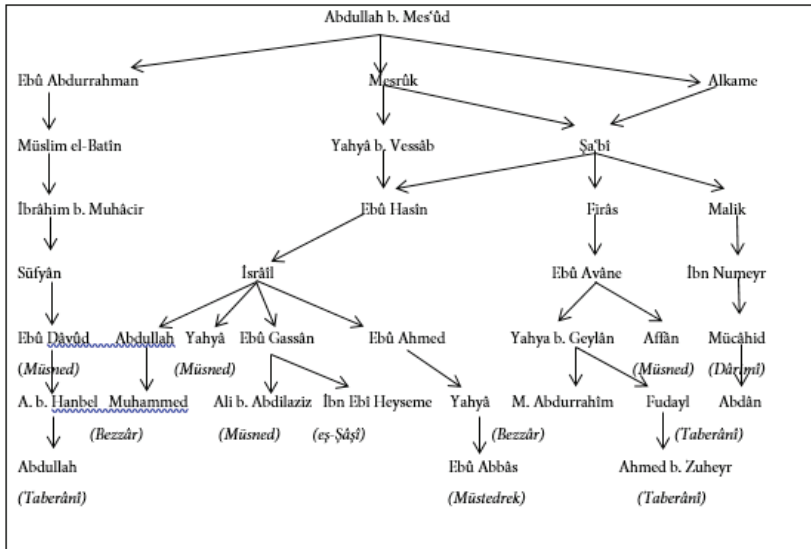 Abdullah b. Mes‘ûd
Ebû Abdurrahman Mesrûk Alkame
Müslim el-Batîn Yahyâ b. Vessâb Şa‘bî
İbrâhim b. Muhâcir Ebû Hasîn Firâs Malik
Süfyân İsrâîl Ebû Avâne İbn Numeyr
Ebû Dâvûd Abdullah Yahyâ Ebû Gassân Ebû Ahmed Yahya b. Geylân Affân Mücâhid
(Müsned) (Müsned) (Müsned) (Dârimî)
A. b. Hanbel Muhammed Ali b. Abdilaziz İbn Ebî Heyseme Yahyâ M. Abdurrahîm Fudayl Abdân
(Bezzâr) (Müsned) (eş-Şâşî) (Bezzâr) (Taberânî)
Abdullah Ebû Abbâs Ahmed b. Zuheyr
(Taberânî) (Müstedrek) (Taberânî)